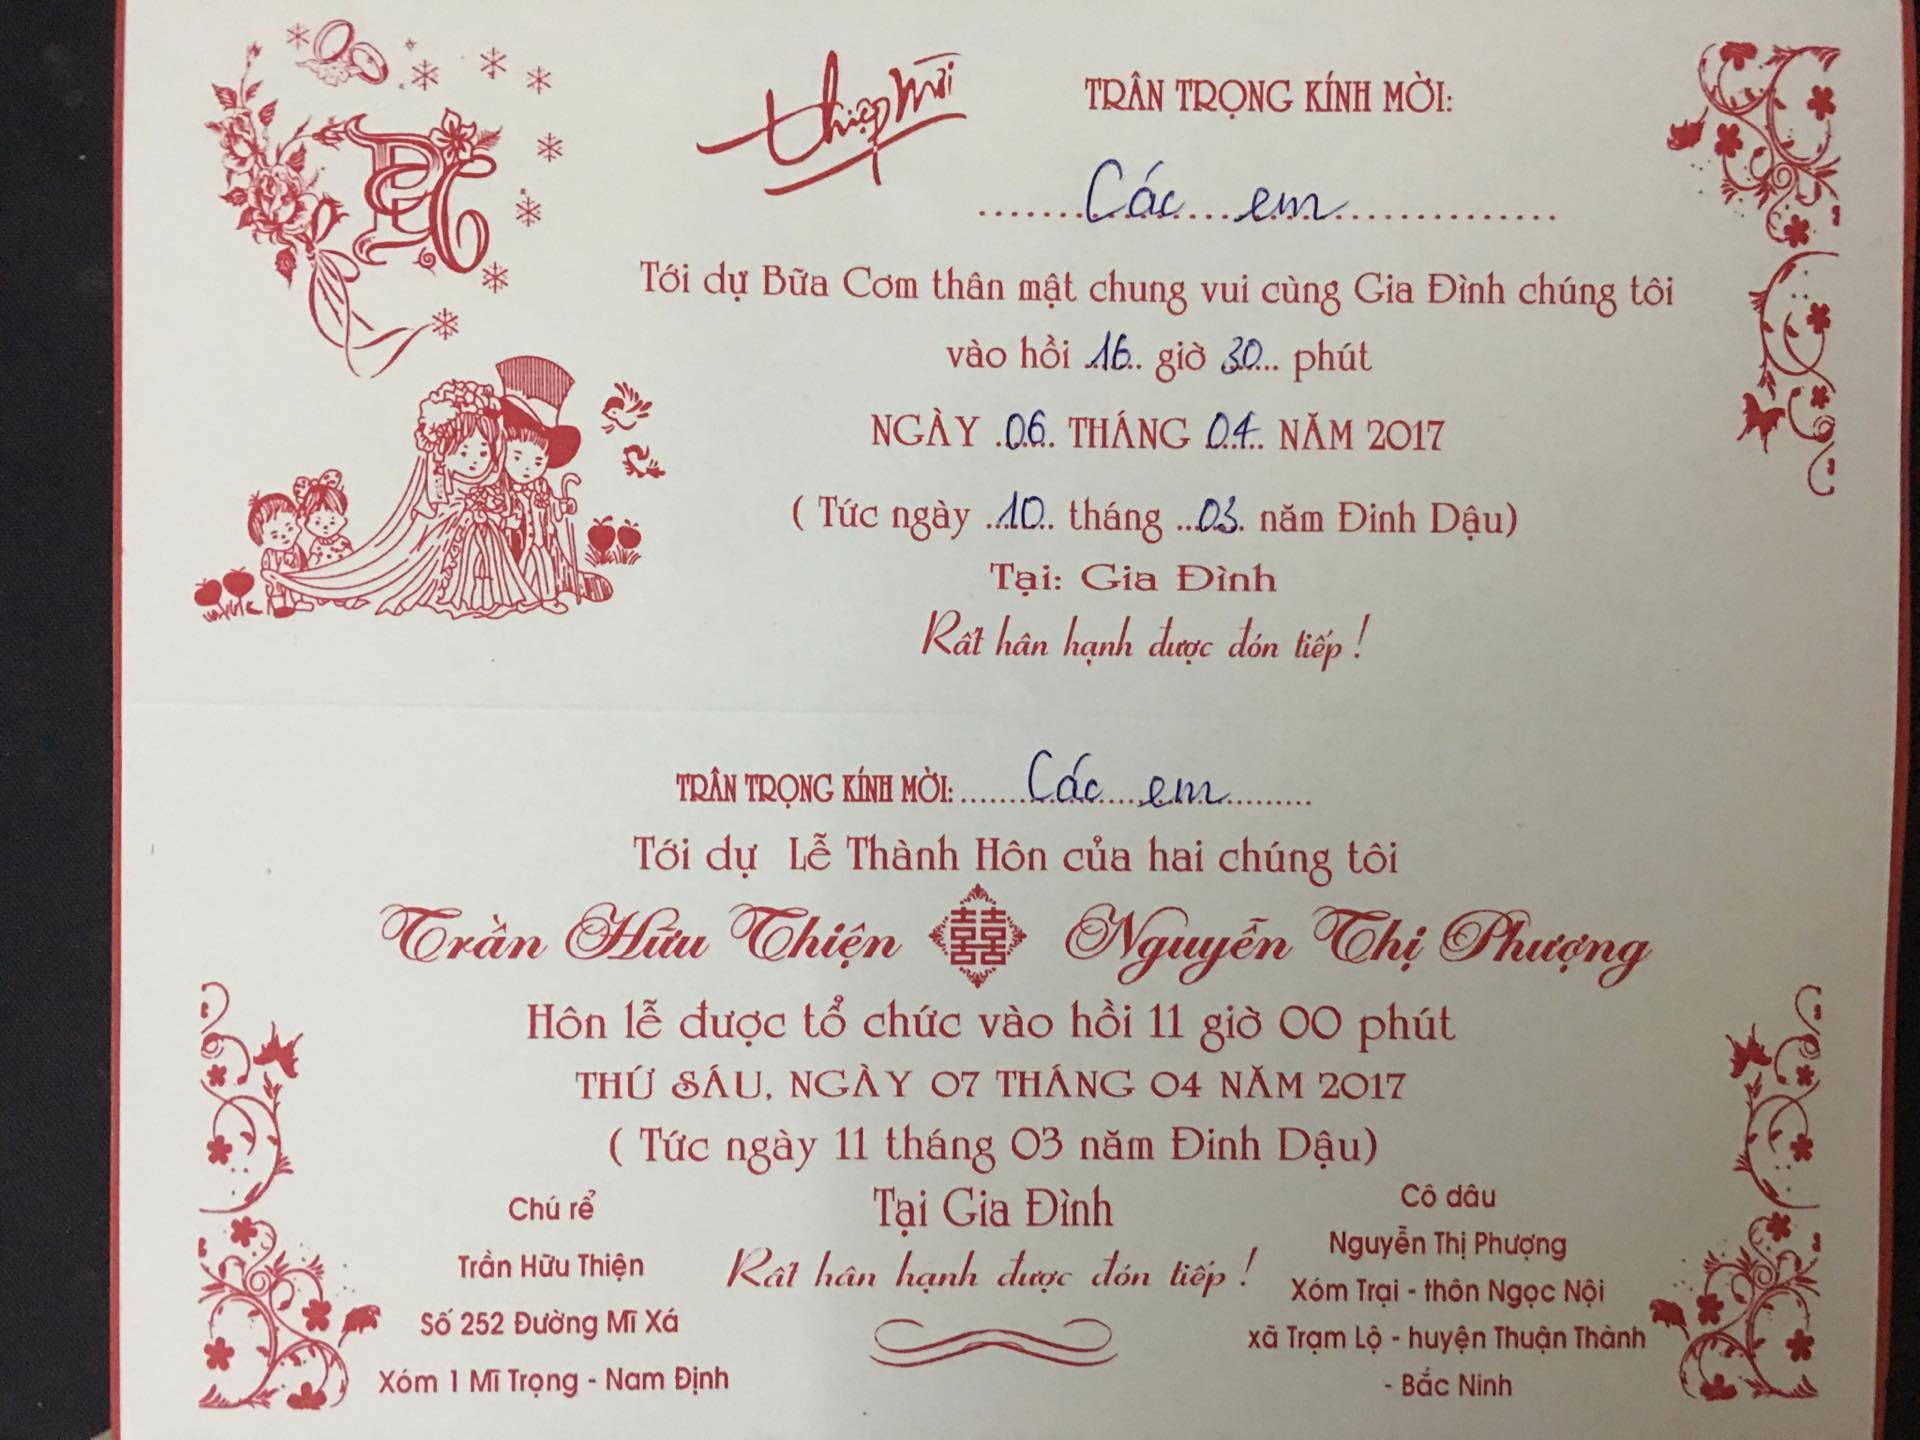 Thiệp Mời
TRÂN TRỌNG KÍNH MỜI:
Các em
Tới dự Bữa Cơm thân mật chung vui cùng Gia Đình chúng tôi
vào hồi 16 giờ 30 phút
NGÀY 06 THÁNG 04 NĂM 2017
( Tức ngày 10 tháng 03 năm Đinh Dậu)
Tại: Gia Đình
Rất hân hạnh được đón tiếp !
TRÂN TRỌNG KÍNH MỜI: Các em
Tới dự Lễ Thành Hôn của hai chúng tôi
Trần Hữu Thiện 囍 Nguyễn Thị Phượng
Hôn lễ được tổ chức vào hồi 11 giờ 00 phút
THỨ SÁU, NGÀY 07 THÁNG 04 NĂM 2017
( Tức ngày 11 tháng 03 năm Đinh Dậu)
Tại Gia Đình
Rất hân hạnh được đón tiếp !
Chú rể
Trần Hữu Thiện
Số 252 Đường Mĩ Xá
Xóm 1 Mĩ Trọng - Nam Định
Cô dâu
Nguyễn Thị Phượng
Xóm Trại - thôn Ngọc Nội
xã Trạm Lộ - huyện Thuận Thành
- Bắc Ninh